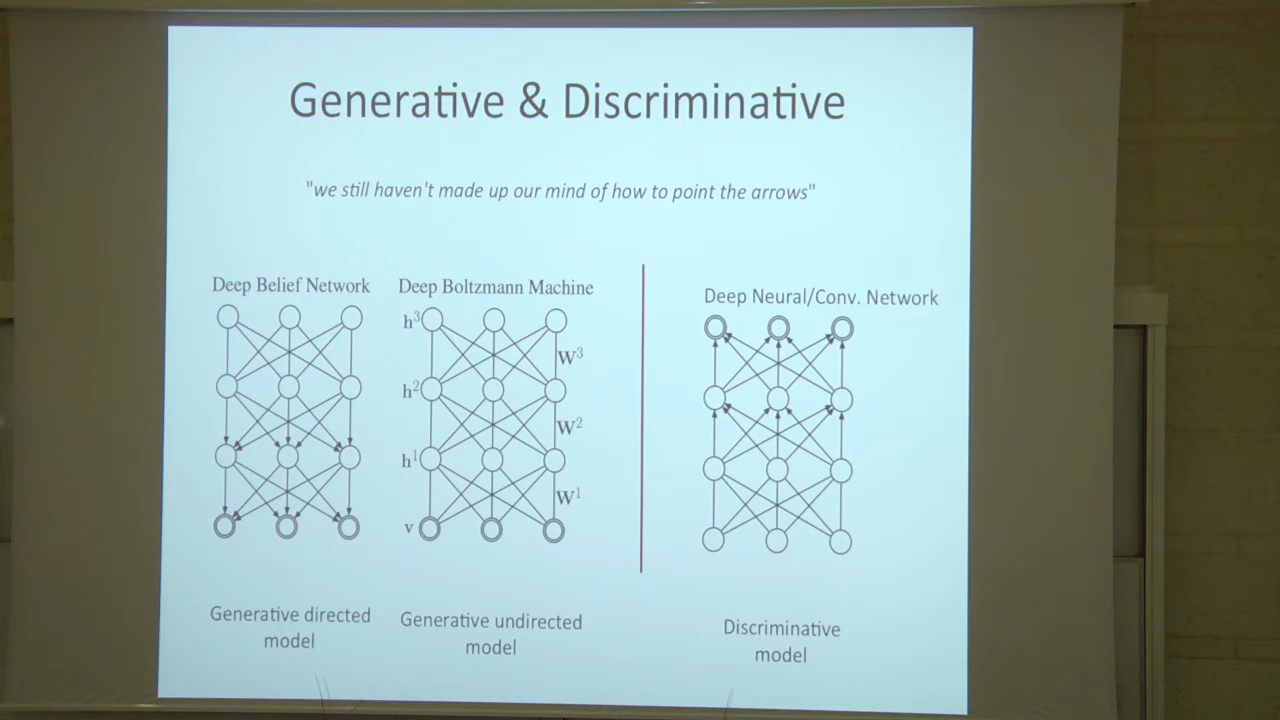 Generative & Discriminative
"we still haven't made up our mind of how to point the arrows"
Deep Belief Network
Deep Boltzmann Machine
h³
W³
h²
W²
h¹
W¹
v
Generative directed
model
Generative undirected
model
Deep Neural/Conv. Network
Discriminative
model